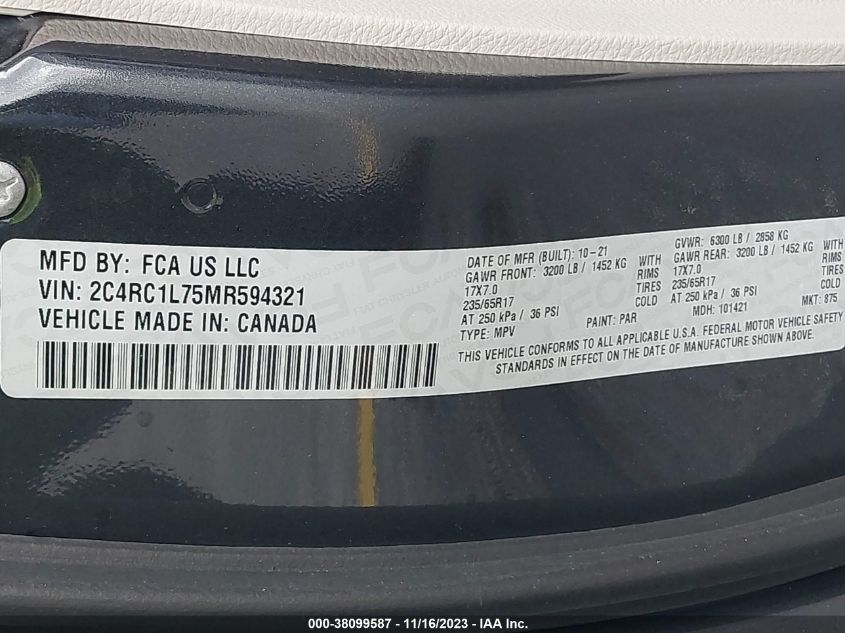 MFD BY: FCA US LLC
VIN: 2C4RC1L75MR594321
VEHICLE MADE IN: CANADA
DATE OF MFR (BUILT): 10-21 GVWR: 6300 LB / 2858 KG
GAWR FRONT: 3200 LB / 1452 KG WITH GAWR REAR: 3200 LB / 1452 KG WITH
17X7.0 RIMS 17X7.0 RIMS
235/65R17 TIRES 235/65R17 TIRES
AT 250 kPa / 36 PSI COLD AT 250 kPa / 36 PSI COLD
TYPE: MPV PAINT: PAR MDH: 101421 MKT: 875
THIS VEHICLE CONFORMS TO ALL APPLICABLE U.S.A. FEDERAL MOTOR VEHICLE SAFETY
STANDARDS IN EFFECT ON THE DATE OF MANUFACTURE SHOWN ABOVE.
000-38099587 - 11/16/2023 - IAA Inc.